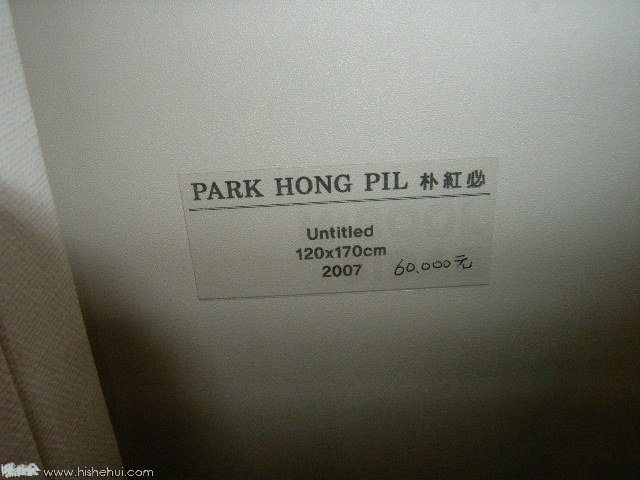 PARK HONG PIL 朴紅必
Untitled
120x170cm
2007 60.000元
www.hishehui.com